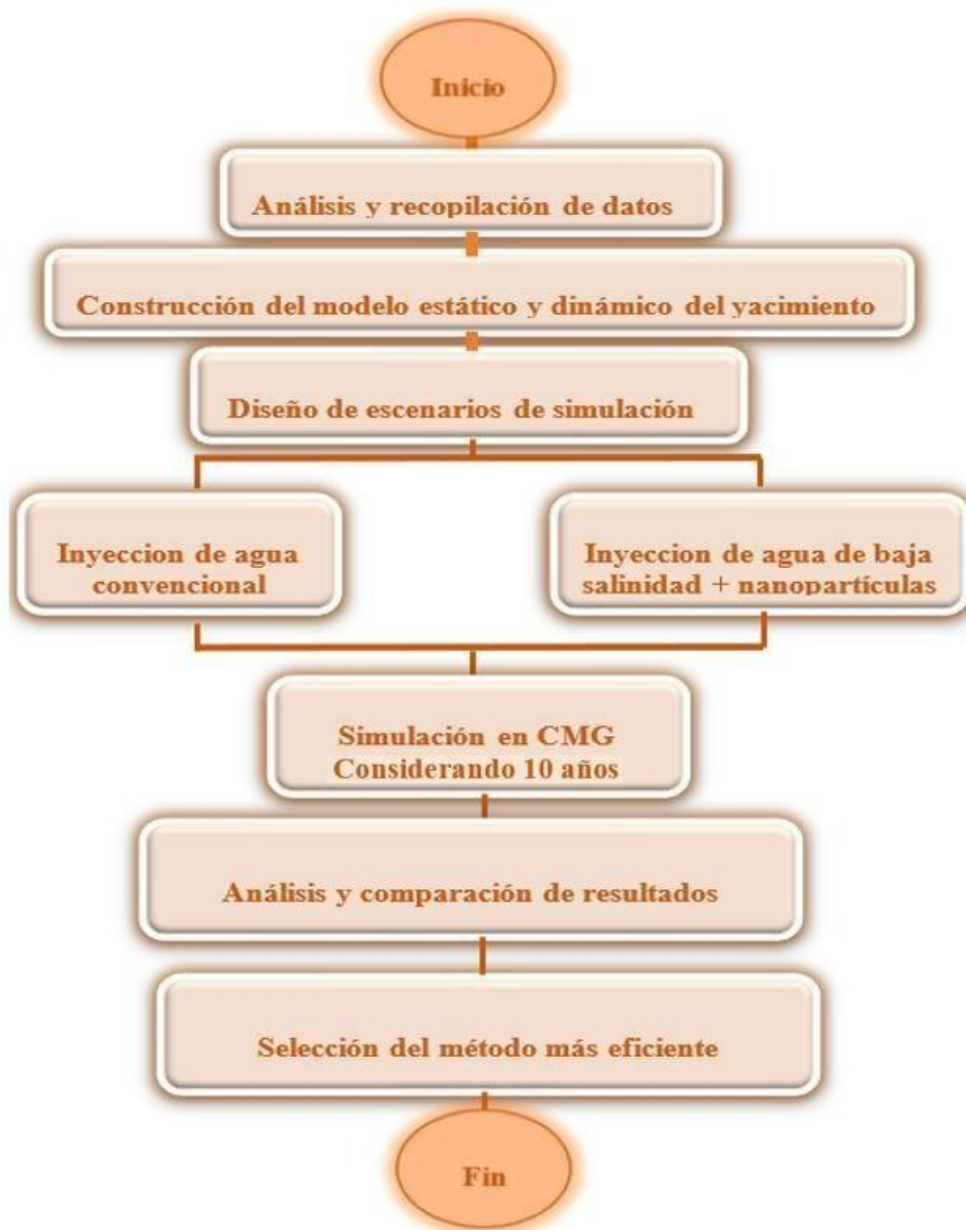 Inicio
Análisis y recopilación de datos
Construcción del modelo estático y dinámico del yacimiento
Diseño de escenarios de simulación
Inyeccion de agua
convencional
Inyeccion de agua de baja
salinidad + nanopartículas
Simulación en CMG
Considerando 10 años
Análisis y comparación de resultados
Selección del método más eficiente
Fin